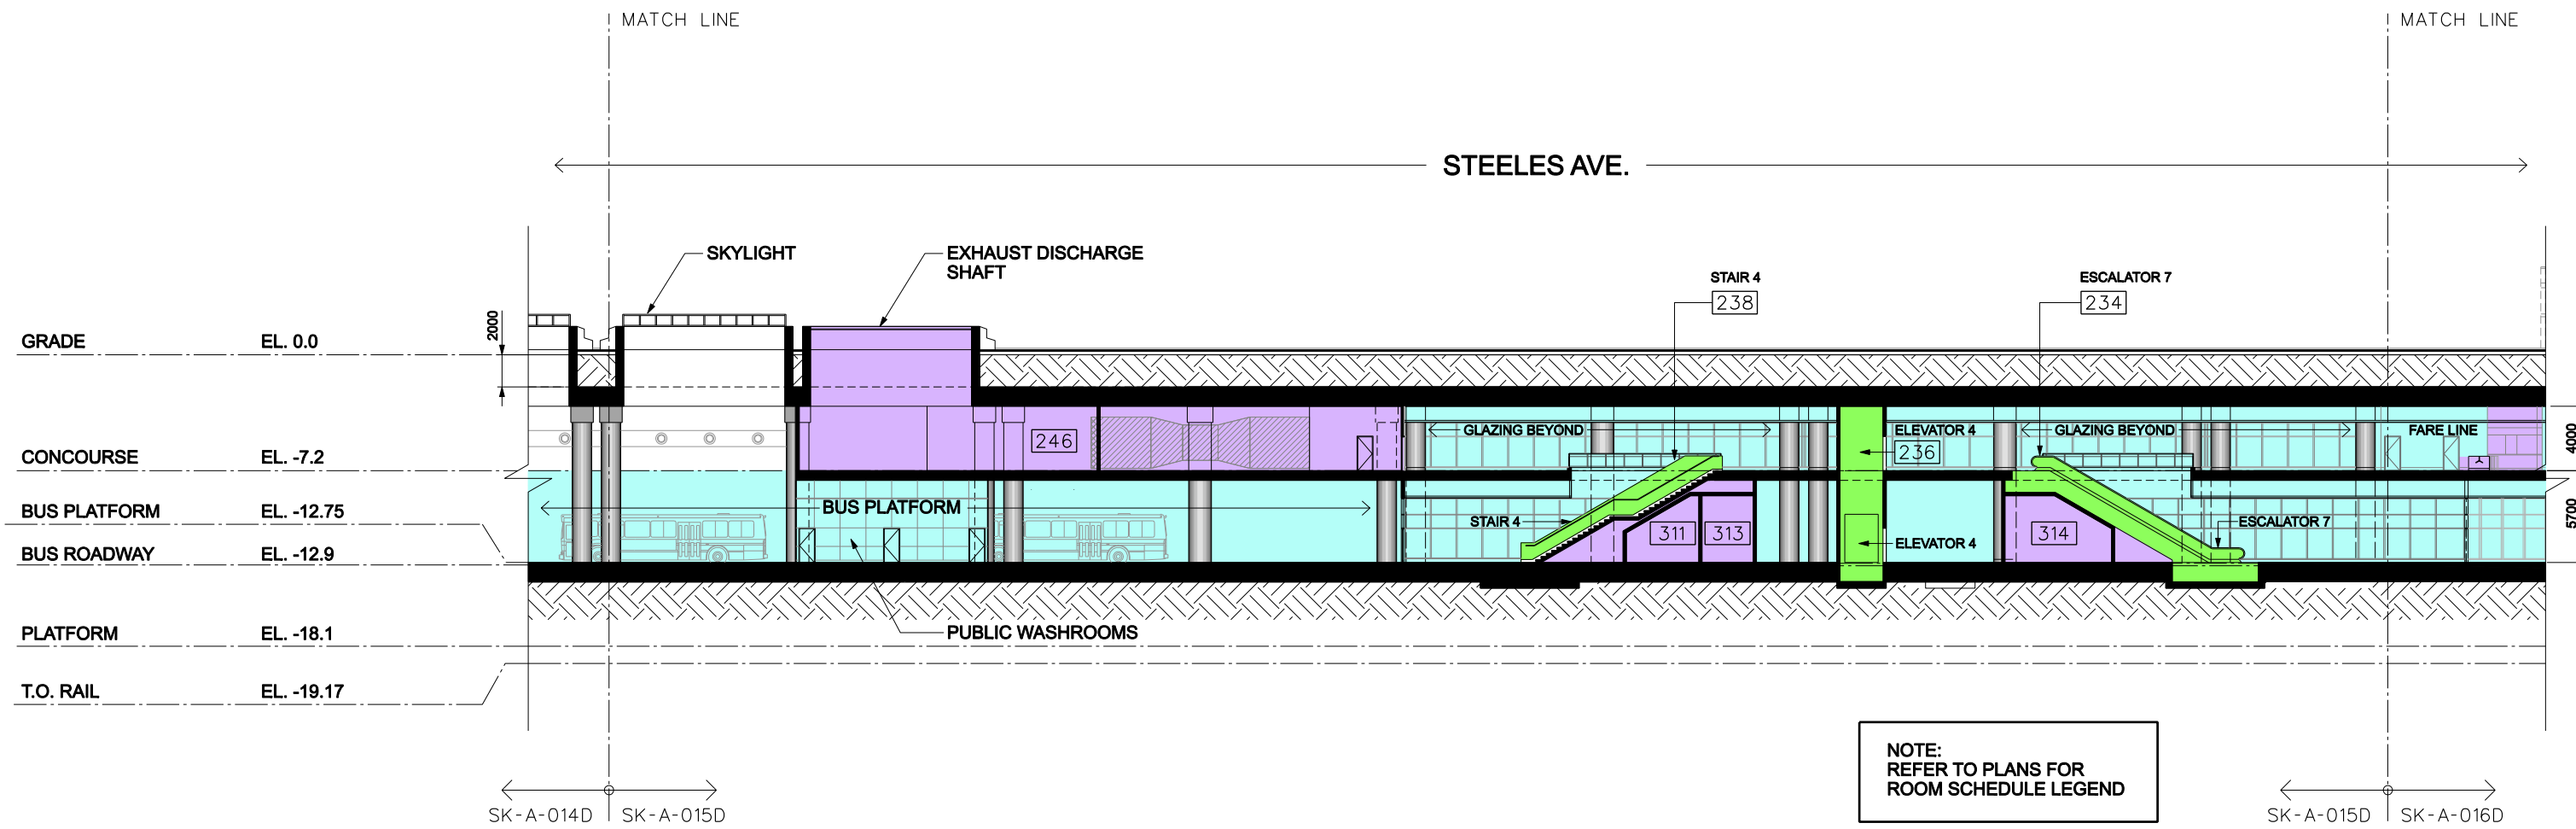 MATCH LINE
MATCH LINE
STEELES AVE.
SKYLIGHT
EXHAUST DISCHARGE
SHAFT
STAIR 4
238
ESCALATOR 7
234
2000
GRADE EL. 0.0
246
GLAZING BEYOND
ELEVATOR 4
236
GLAZING BEYOND
FARE LINE
4000
CONCOURSE EL. -7.2
BUS PLATFORM EL. -12.75
BUS PLATFORM
STAIR 4
311
313
314
ESCALATOR 7
5700
ELEVATOR 4
BUS ROADWAY EL. -12.9
PLATFORM EL. -18.1
PUBLIC WASHROOMS
T.O. RAIL EL. -19.17
NOTE:
REFER TO PLANS FOR
ROOM SCHEDULE LEGEND
SK-A-014D
SK-A-015D
SK-A-015D
SK-A-016D